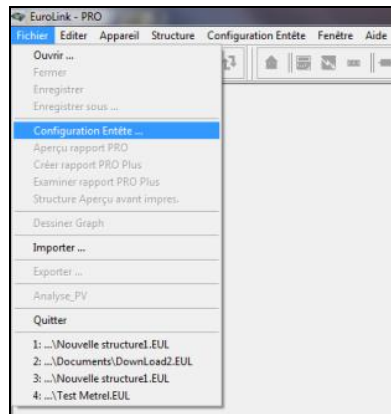 EuroLink - PRO
Fichier Editer Appareil Structure Configuration Entête Fenêtre Aide
Ouvrir ...
Fermer
Enregistrer
Enregistrer sous ...
Configuration Entête ...
Aperçu rapport PRO
Créer rapport PRO Plus
Examiner rapport PRO Plus
Structure Aperçu avant impres.
Dessiner Graph
Importer ...
Exporter ...
Analyse_PV
Quitter
1: ...\Nouvelle structure1.EUL
2: ...\Documents\DownLoad2.EUL
3: ...\Nouvelle structure1.EUL
4: ...\Test Metrel.EUL